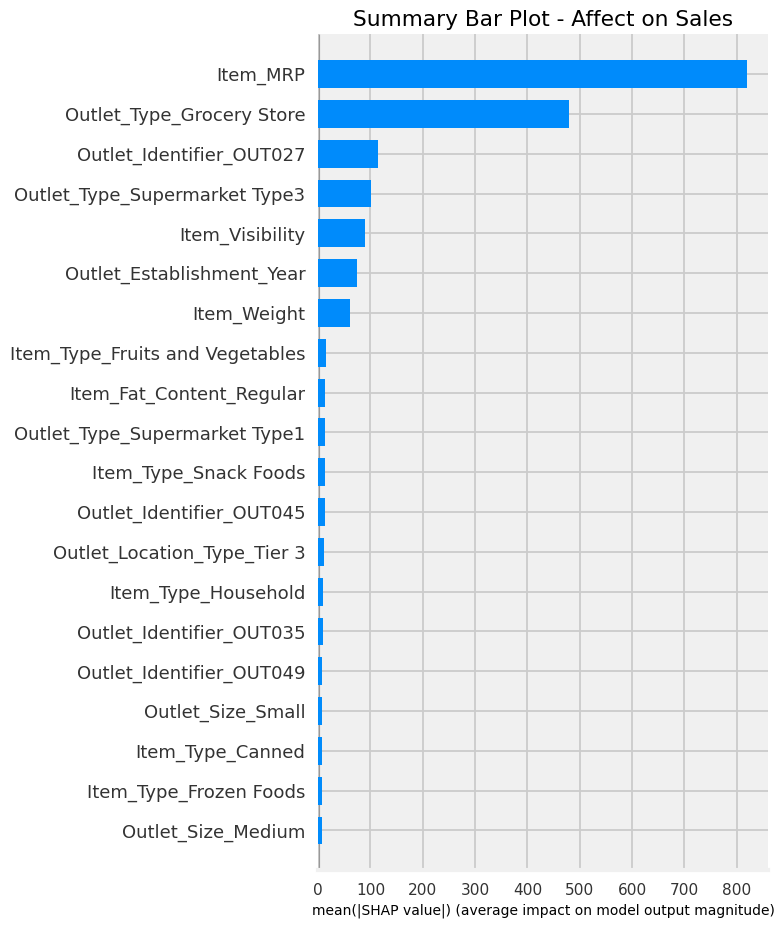 Summary Bar Plot - Affect on Sales
Item_MRP
Outlet_Type_Grocery Store
Outlet_Identifier_OUT027
Outlet_Type_Supermarket Type3
Item_Visibility
Outlet_Establishment_Year
Item_Weight
Item_Type_Fruits and Vegetables
Item_Fat_Content_Regular
Outlet_Type_Supermarket Type1
Item_Type_Snack Foods
Outlet_Identifier_OUT045
Outlet_Location_Type_Tier 3
Item_Type_Household
Outlet_Identifier_OUT035
Outlet_Identifier_OUT049
Outlet_Size_Small
Item_Type_Canned
Item_Type_Frozen Foods
Outlet_Size_Medium
0 100 200 300 400 500 600 700 800
mean(|SHAP value|) (average impact on model output magnitude)